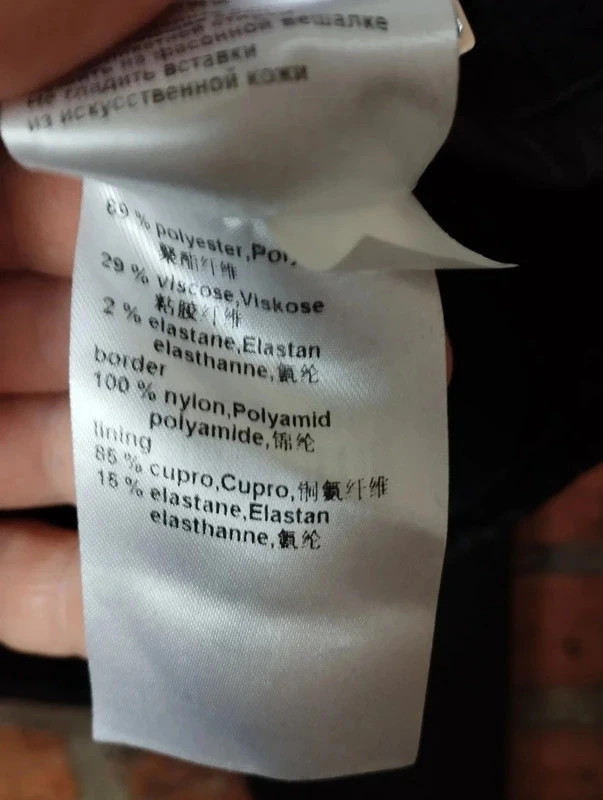 на фасонной вешалке
Не гладить вставки
из искусственной кожи
69 % polyester,Pol
聚酯纤维
29 % viscose,Viskose
粘胶纤维
2 % elastane,Elastan
elasthanne,氨纶
border
100 % nylon,Polyamid
polyamide,锦纶
lining
85 % cupro,Cupro,铜氨纤维
15 % elastane,Elastan
elasthanne,氨纶